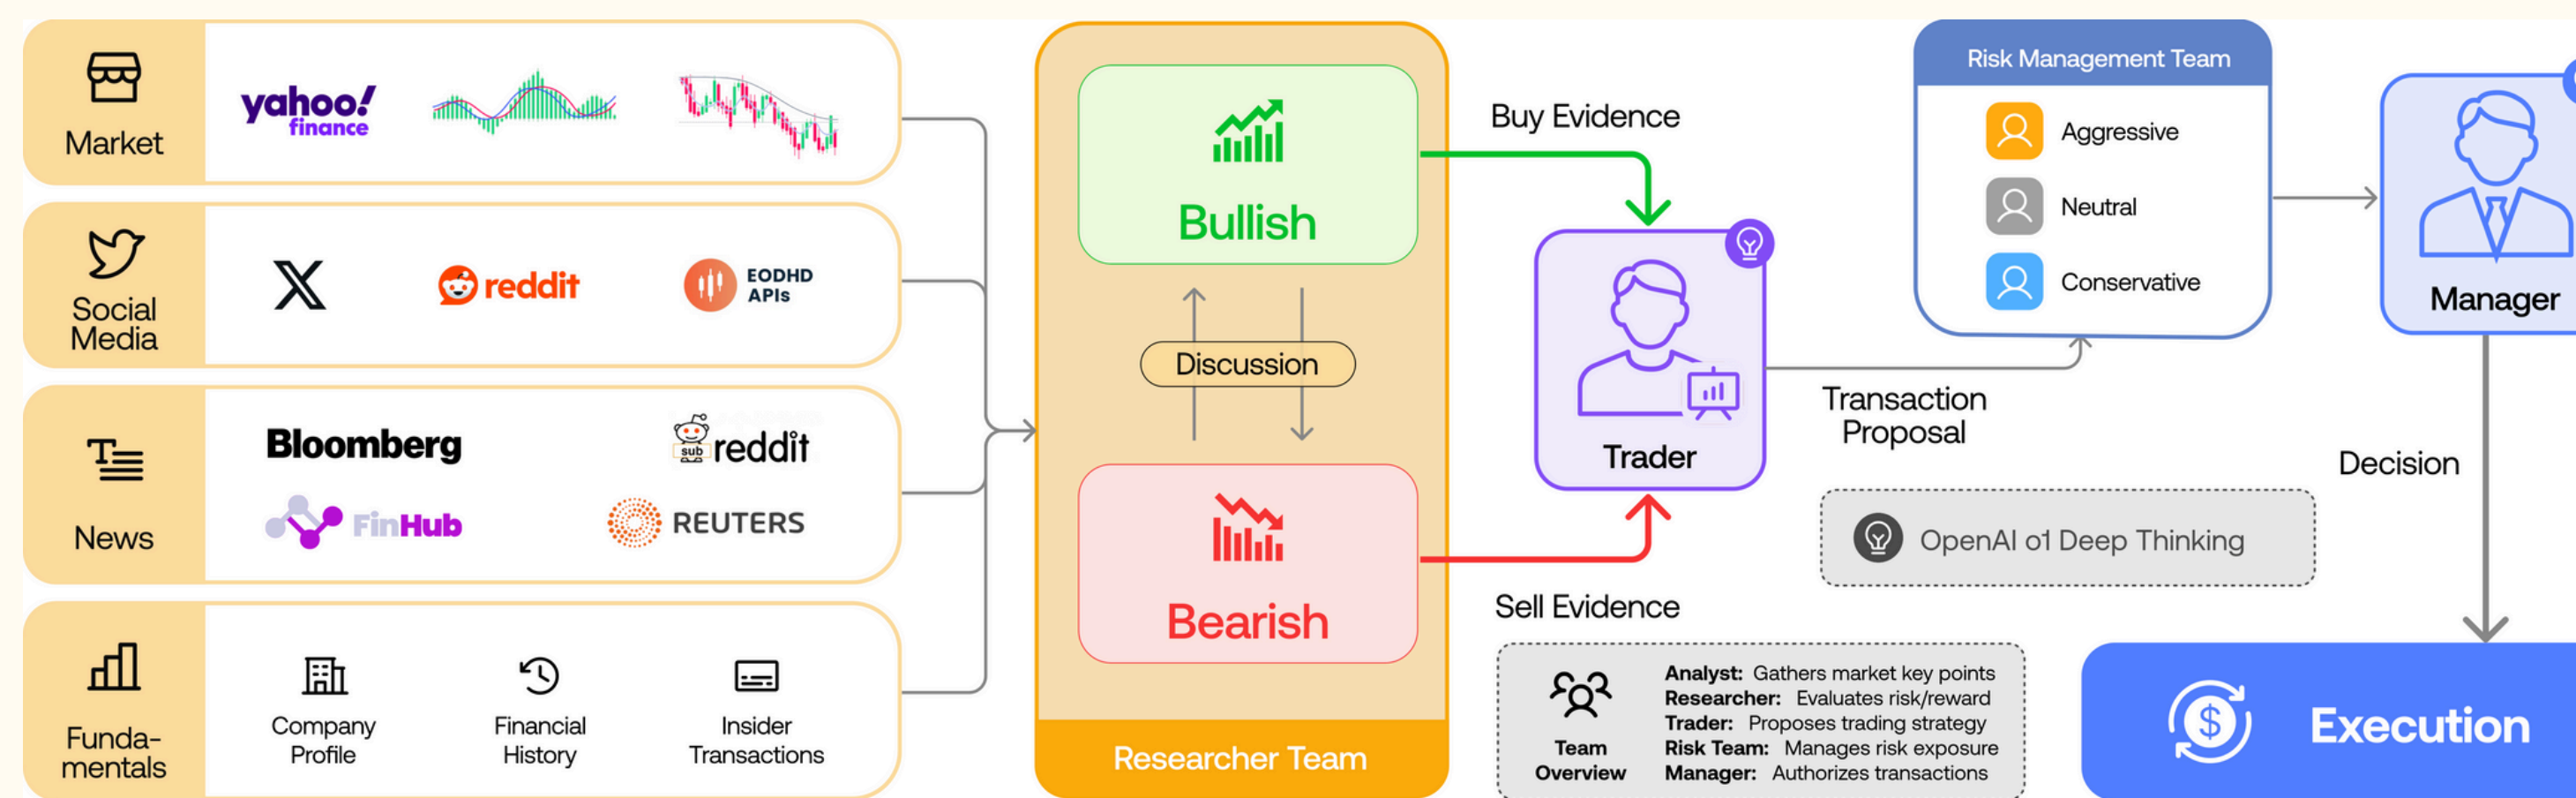 Market
yahoo!
finance
Social
Media
X
reddit
EODHD
APIs
News
Bloomberg
sub
reddit
FinHub
REUTERS
Funda-
mentals
Company
Profile
Financial
History
Insider
Transactions
Bullish
Discussion
Bearish
Researcher Team
Buy Evidence
Trader
Sell Evidence
Transaction
Proposal
Risk Management Team
Aggressive
Neutral
Conservative
Manager
Decision
OpenAI o1 Deep Thinking
Team
Overview
Analyst: Gathers market key points
Researcher: Evaluates risk/reward
Trader: Proposes trading strategy
Risk Team: Manages risk exposure
Manager: Authorizes transactions
$
Execution